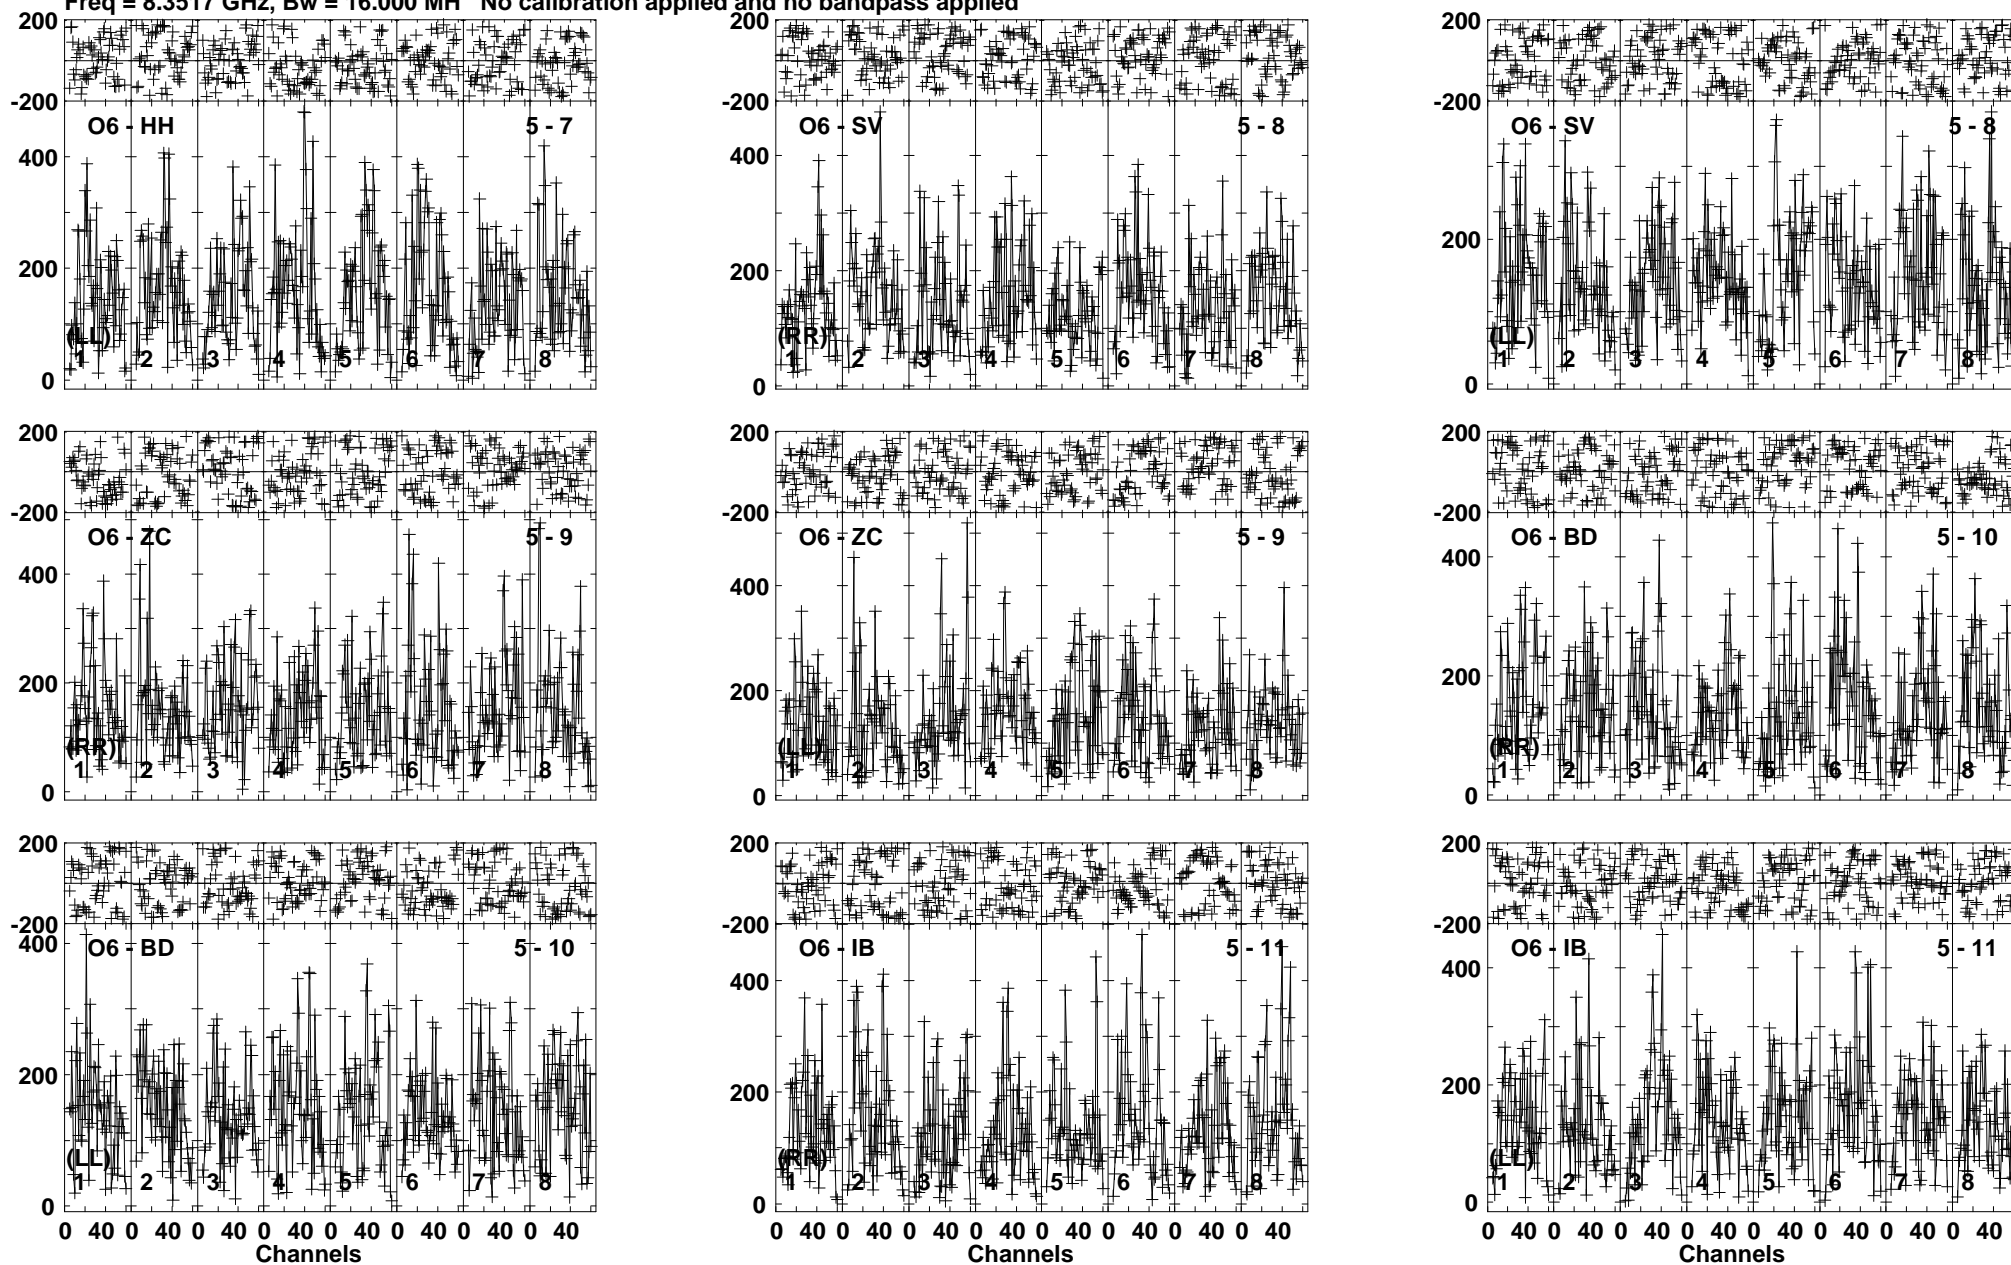 Freq = 8.3517 GHz, Bw = 16.000 MH No calibration applied and no bandpass applied
200 200 200
-200 -200 -200
O6 - HH 5 - 7 O6 - SV 5 - 8 O6 - SV 5 - 8
400 400
200 200 200
(LL) (RR) (LL)
1 2 3 4 5 6 7 8 1 2 3 4 5 6 7 8 1 2 3 4 5 6 7 8
0 0 0
200 200 200
-200 -200 -200
O6 - ZC 5 - 9 O6 - ZC 5 - 9 O6 - BD 5 - 10
400 400 400
200 200 200
(RR) (LL) (RR)
1 2 3 4 5 6 7 8 1 2 3 4 5 6 7 8 1 2 3 4 5 6 7 8
0 0 0
200 200 200
-200 -200 -200
O6 - BD 5 - 10 O6 - IB 5 - 11 O6 - IB 5 - 11
400 400 400
200 200 200
(LL) (RR) (LL)
1 2 3 4 5 6 7 8 1 2 3 4 5 6 7 8 1 2 3 4 5 6 7 8
0 0 0
0 40 0 40 0 40 0 40 0 40 0 40 0 40 0 40 0 40 0 40 0 40 0 40 0 40 0 40 0 40 0 40 0 40 0 40 0 40 0 40 0 40 0 40 0 40 0 40
Channels Channels Channels